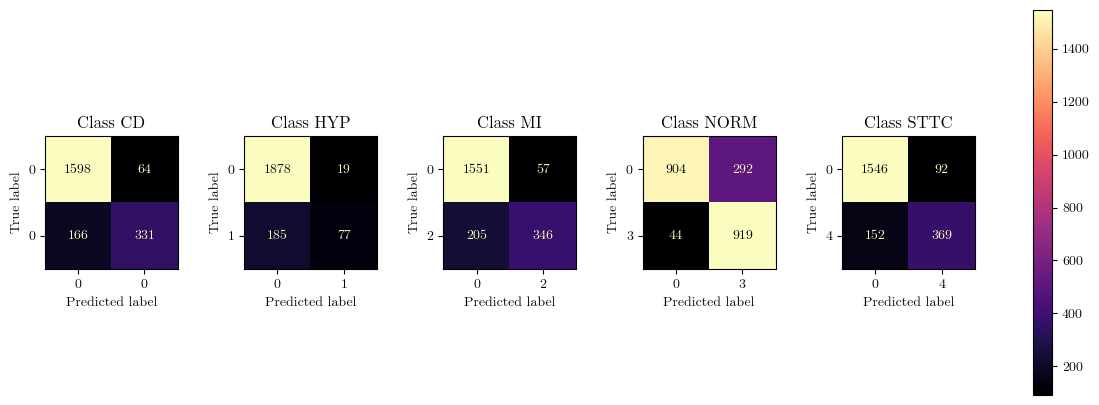 Class CD
0
1598 64
True label
0
166 331
0 0
Predicted label
Class HYP
0
1878 19
True label
1
185 77
0 1
Predicted label
Class MI
0
1551 57
True label
2
205 346
0 2
Predicted label
Class NORM
0
904 292
True label
3
44 919
0 3
Predicted label
Class STTC
0
1546 92
True label
4
152 369
0 4
Predicted label
1400
1200
1000
800
600
400
200